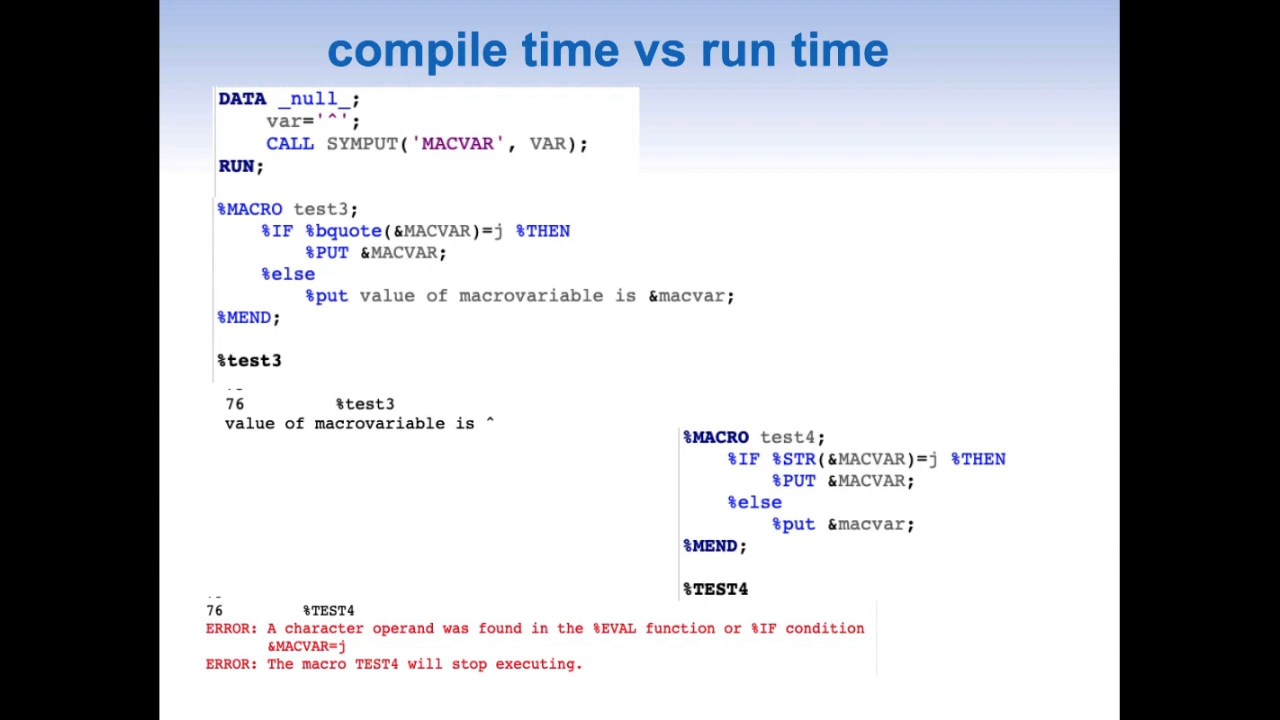 compile time vs run time
DATA _null_;
var='^';
CALL SYMPUT('MACVAR', VAR);
RUN;
%MACRO test3;
%IF %bquote(&MACVAR)=j %THEN
%PUT &MACVAR;
%else
%put value of macrovariable is &macvar;
%MEND;
%test3
76 %test3
value of macrovariable is ^
%MACRO test4;
%IF %STR(&MACVAR)=j %THEN
%PUT &MACVAR;
%else
%put &macvar;
%MEND;
%TEST4
76 %TEST4
ERROR: A character operand was found in the %EVAL function or %IF condition
&MACVAR=j
ERROR: The macro TEST4 will stop executing.